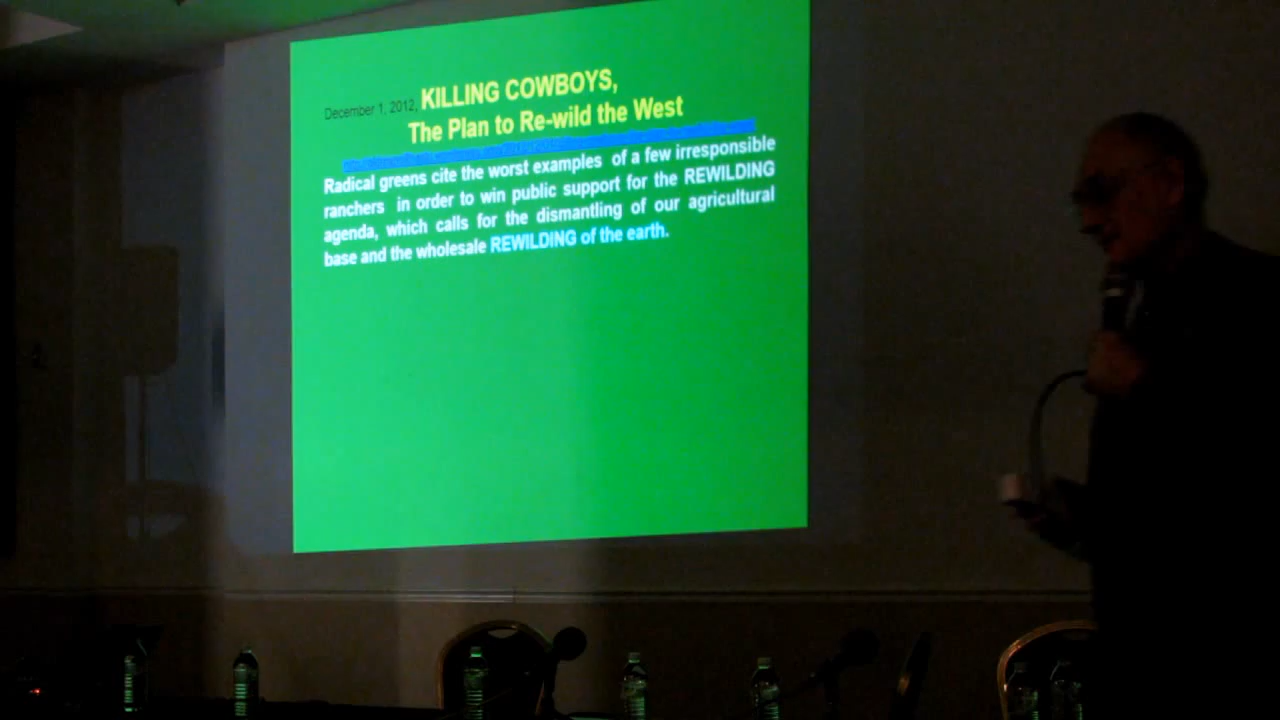 December 1, 2012, KILLING COWBOYS,
The Plan to Re-wild the West
Radical greens cite the worst examples of a few irresponsible
ranchers in order to win public support for the REWILDING
agenda, which calls for the dismantling of our agricultural
base and the wholesale REWILDING of the earth.